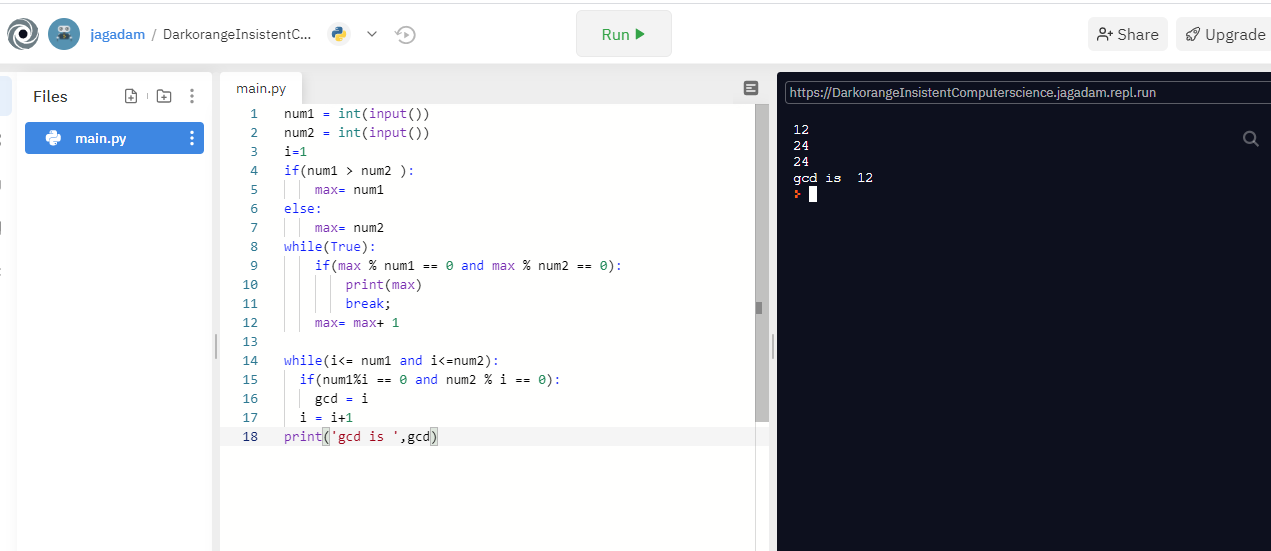 jagadam / DarkorangeInsistentC...
Run
Share
Upgrade
Files
main.py
main.py
1 num1 = int(input())
2 num2 = int(input())
3 i=1
4 if(num1 > num2 ):
5 max= num1
6 else:
7 max= num2
8 while(True):
9 if(max % num1 == 0 and max % num2 == 0):
10 print(max)
11 break;
12 max= max+ 1
13
14 while(i<= num1 and i<=num2):
15 if(num1%i == 0 and num2 % i == 0):
16 gcd = i
17 i = i+1
18 print('gcd is ',gcd)
https://DarkorangeInsistentComputerscience.jagadam.repl.run
12
24
24
gcd is  12